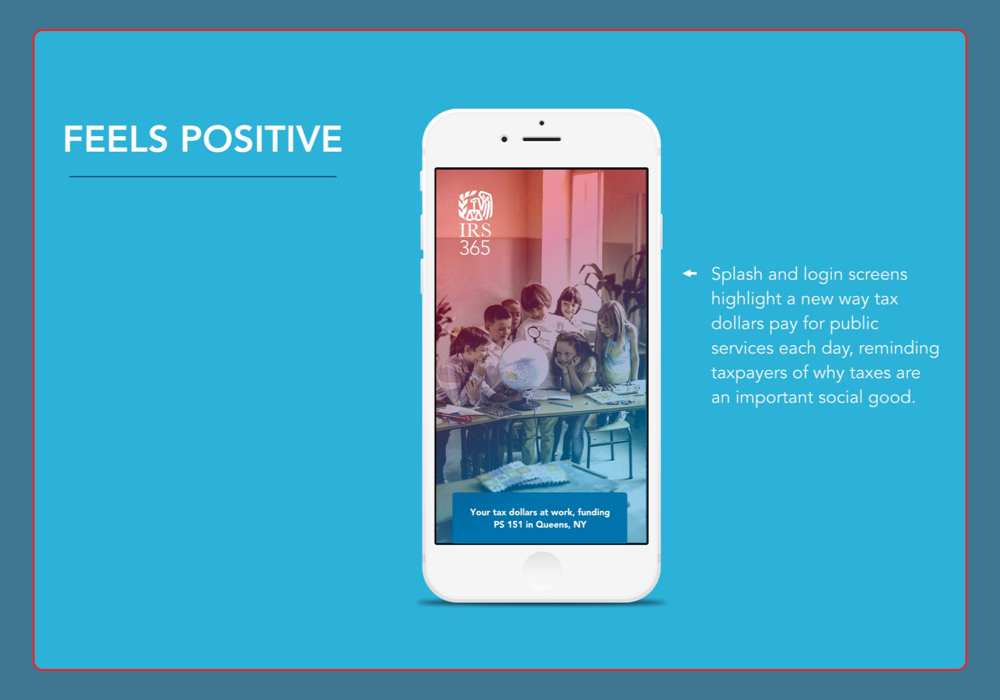 FEELS POSITIVE
IRS
365
Splash and login screens
highlight a new way tax
dollars pay for public
services each day, reminding
taxpayers of why taxes are
an important social good.
Your tax dollars at work, funding
PS 151 in Queens, NY